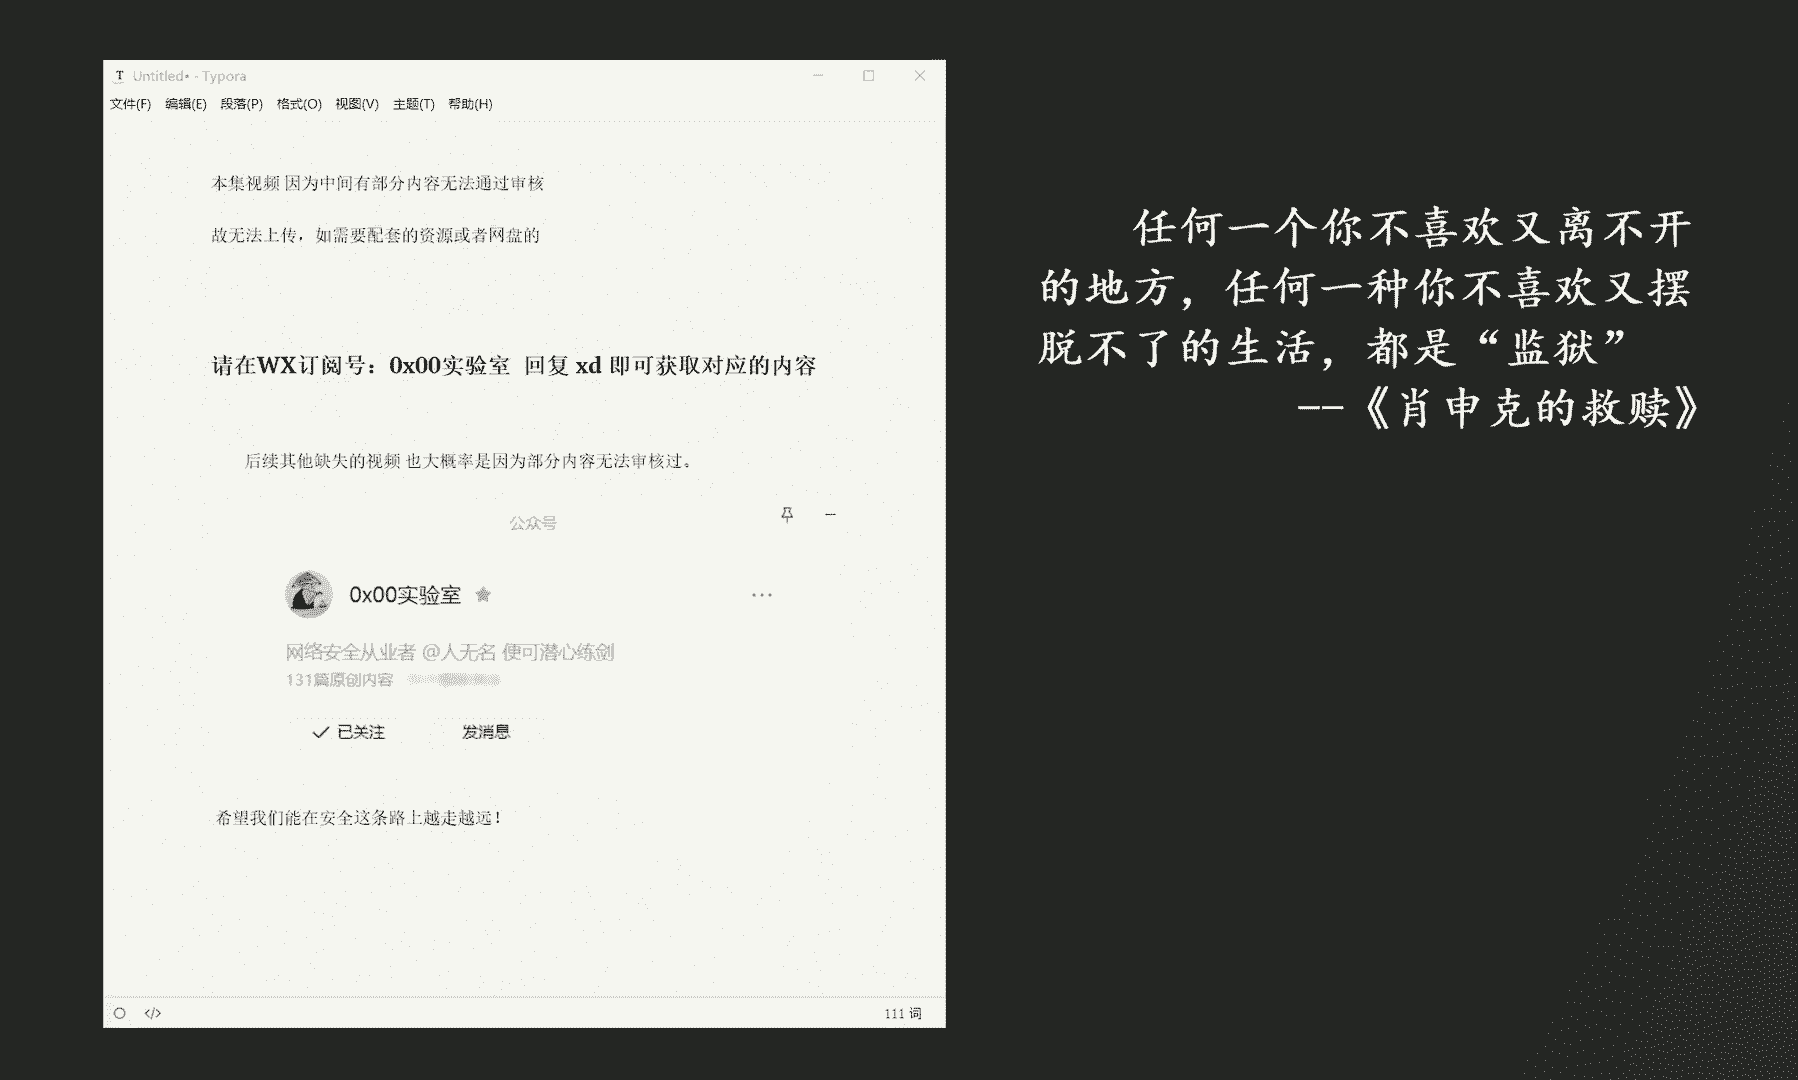 Untitled• - Typora
文件(F) 编辑(E) 段落(P) 格式(O) 视图(V) 主题(T) 帮助(H)
本集视频 因为中间有部分内容无法通过审核
故无法上传，如需要配套的资源或者网盘的
请在WX订阅号：0x00实验室 回复 xd 即可获取对应的内容
后续其他缺失的视频 也大概率是因为部分内容无法审核过。
公众号
0x00实验室
网络安全从业者 @人无名 便可潜心练剑
131篇原创内容
已关注 发消息
希望我们能在安全这条路上越走越远！
111 词
任何一个你不喜欢又离不开
的地方，任何一种你不喜欢又摆
脱不了的生活，都是“监狱”
--《肖申克的救赎》